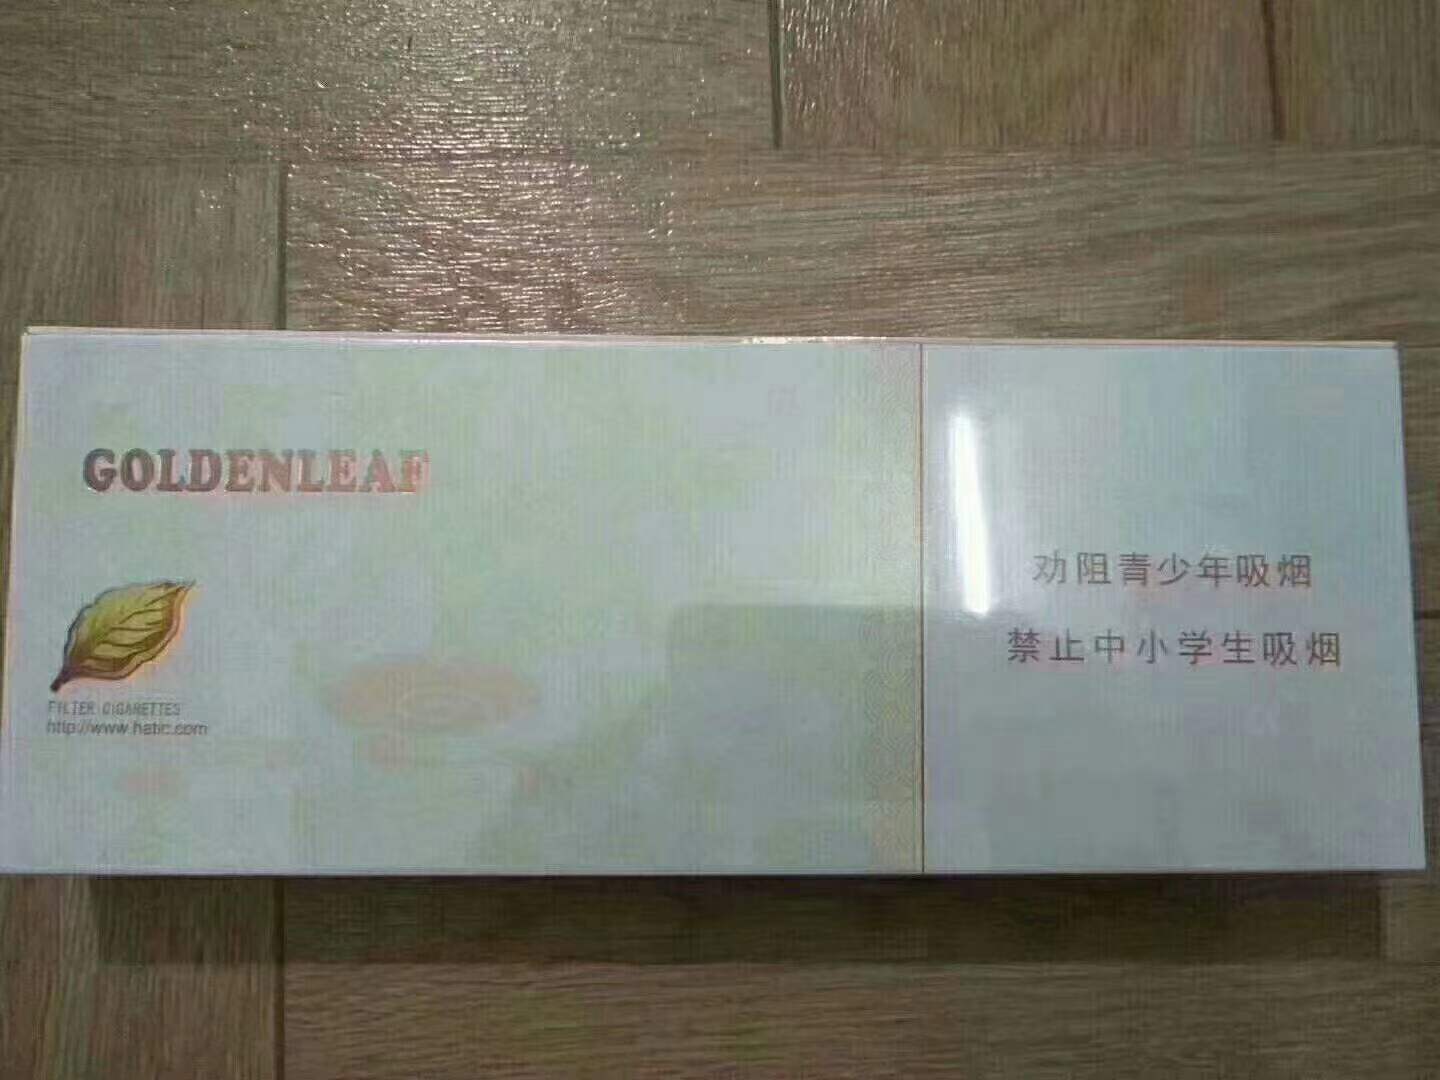 GOLDENLEAF
FILTER CIGARETTES
http://www.hatic.com
劝阻青少年吸烟
禁止中小学生吸烟